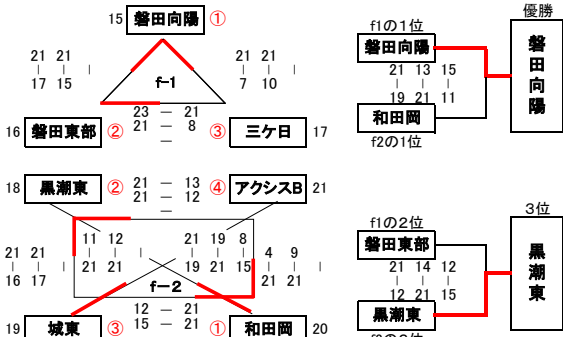 15 磐田向陽 ①
21 21
| | |
17 15
21 21
| | |
7 10
f-1
23 — 21
21 — 8
—
16 磐田東部 ②
③ 三ケ日 17
18 黒潮東 ②
21 — 13
21 — 12
—
④ アクシスB 21
11 12
| | |
21 21
21 19 8
| | |
19 21 15
21 21
| | |
16 17
4 9
| | |
21 21
f-2
12 — 21
15 — 21
—
19 城東 ③
① 和田岡 20
優勝
f1の1位
磐田向陽
21 13 15
| | |
19 21 11
和田岡
f2の1位
磐田向陽
3位
f1の2位
磐田東部
21 14 12
| | |
12 21 15
黒潮東
黒潮東